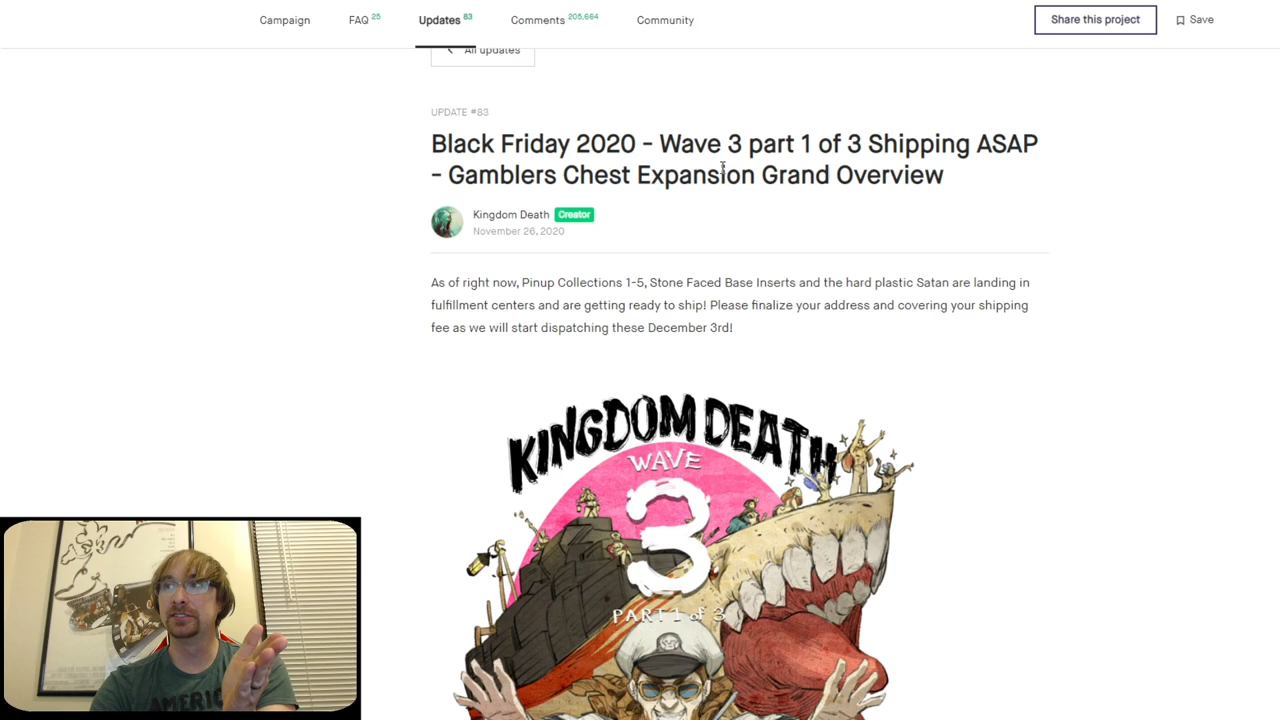 Campaign FAQ 25 Updates 83 Comments 205,664 Community Share this project Save
All updates
UPDATE #83
Black Friday 2020 - Wave 3 part 1 of 3 Shipping ASAP
- Gamblers Chest Expansion Grand Overview
Kingdom Death Creator
November 26, 2020
As of right now, Pinup Collections 1-5, Stone Faced Base Inserts and the hard plastic Satan are landing in
fulfillment centers and are getting ready to ship! Please finalize your address and covering your shipping
fee as we will start dispatching these December 3rd!
KINGDOM DEATH
WAVE
3
PART 1 of 3
AMERIC